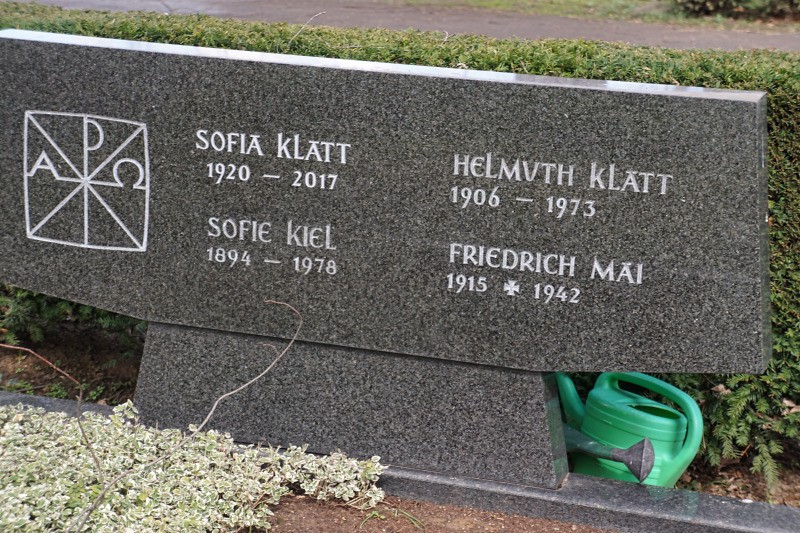 Α Ρ Ω
SOFIA KLATT
1920 – 2017
SOFIE KIEL
1894 – 1978
HELMVTH KLATT
1906 – 1973
FRIEDRICH MAI
1915 ✠ 1942